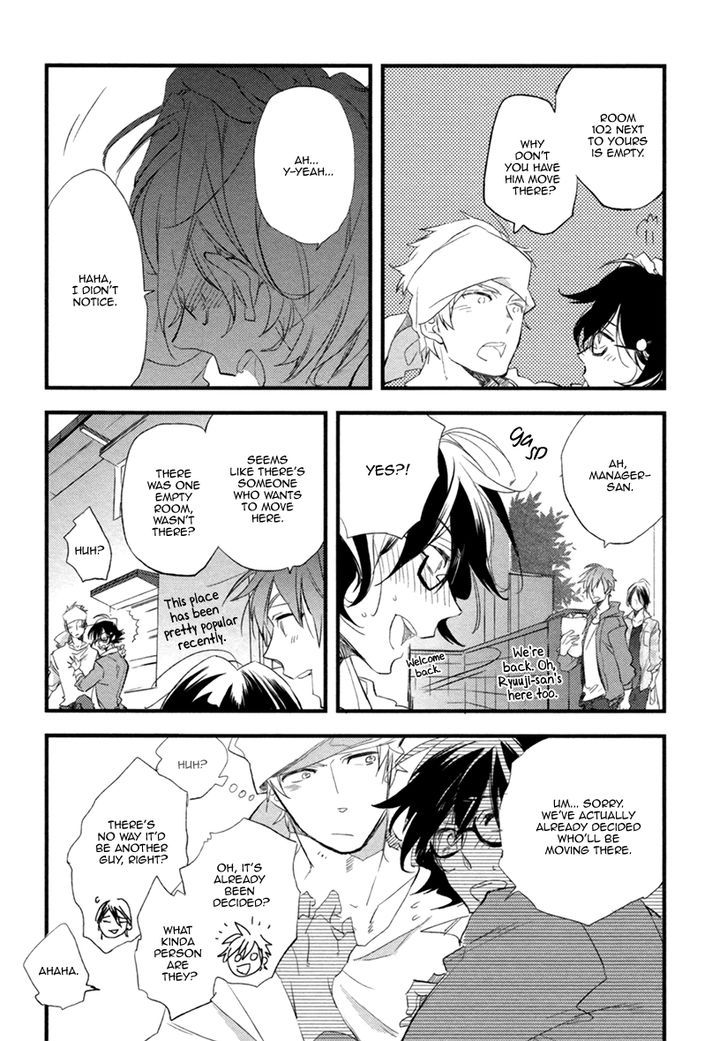 ROOM
102 NEXT
TO YOURS
IS EMPTY.
WHY
DON'T
YOU HAVE
HIM MOVE
THERE?
AH...
Y-YEAH...
HAHA,
I DIDN'T
NOTICE.
AH,
MANAGER-
SAN.
We're
back. Oh,
Ryuuji-san's
here too.
GASP
YES?!
Welcome
back.
SEEMS
LIKE THERE'S
SOMEONE
WHO WANTS
TO MOVE
HERE.
THERE
WAS ONE
EMPTY
ROOM,
WASN'T
THERE?
This place
has been
pretty popular
recently.
HUH?
UM... SORRY.
WE'VE ACTUALLY
ALREADY DECIDED
WHO'LL BE
MOVING THERE.
HUH?
OH, IT'S
ALREADY
BEEN
DECIDED?
WHAT
KINDA
PERSON
ARE
THEY?
THERE'S
NO WAY IT'D
BE ANOTHER
GUY, RIGHT?
AHAHA.